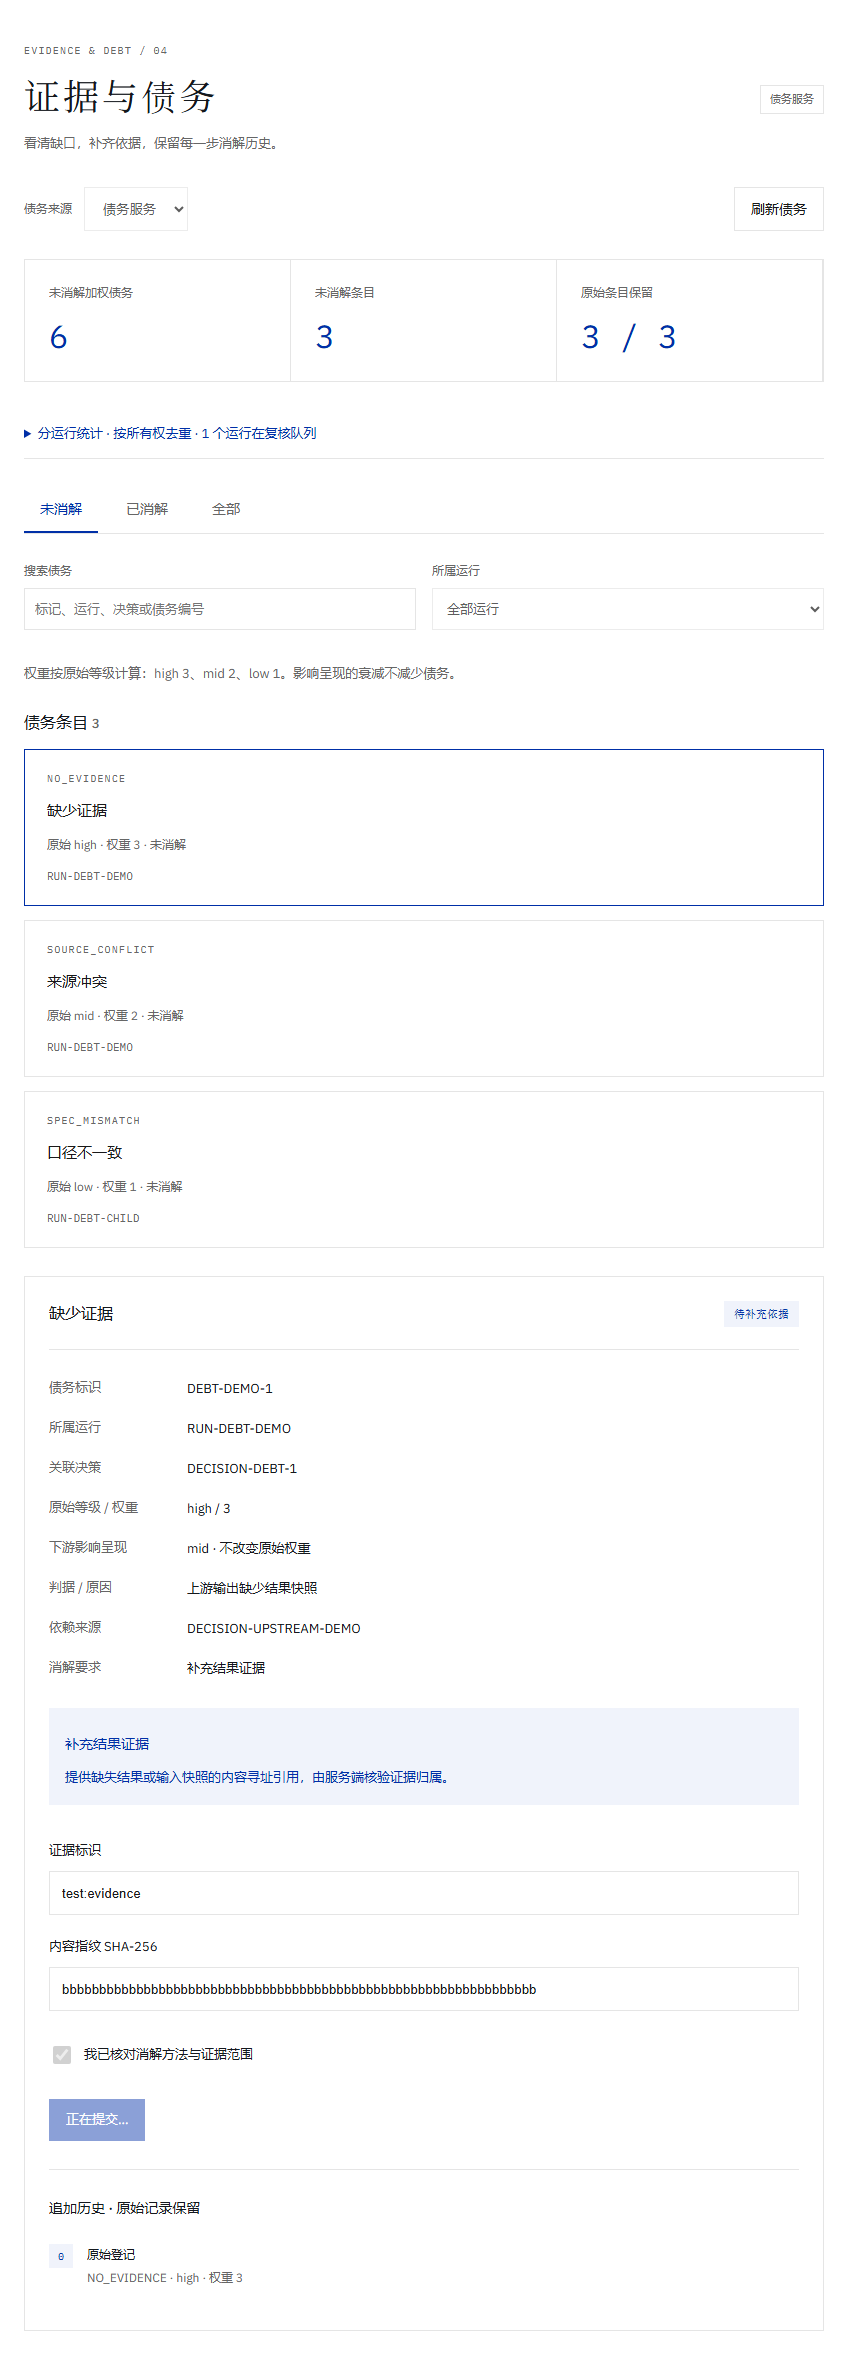 EVIDENCE & DEBT / 04
证据与债务
债务服务
看清缺口，补齐依据，保留每一步消解历史。
债务来源
债务服务
刷新债务
未消解加权债务
6
未消解条目
3
原始条目保留
3 / 3
分运行统计 · 按所有权去重 · 1 个运行在复核队列
未消解
已消解
全部
搜索债务
标记、运行、决策或债务编号
所属运行
全部运行
权重按原始等级计算：high 3、mid 2、low 1。影响呈现的衰减不减少债务。
债务条目 3
NO_EVIDENCE
缺少证据
原始 high · 权重 3 · 未消解
RUN-DEBT-DEMO
SOURCE_CONFLICT
来源冲突
原始 mid · 权重 2 · 未消解
RUN-DEBT-DEMO
SPEC_MISMATCH
口径不一致
原始 low · 权重 1 · 未消解
RUN-DEBT-CHILD
缺少证据
待补充依据
债务标识 DEBT-DEMO-1
所属运行 RUN-DEBT-DEMO
关联决策 DECISION-DEBT-1
原始等级 / 权重 high / 3
下游影响呈现 mid · 不改变原始权重
判据 / 原因 上游输出缺少结果快照
依赖来源 DECISION-UPSTREAM-DEMO
消解要求 补充结果证据
补充结果证据
提供缺失结果或输入快照的内容寻址引用，由服务端核验证据归属。
证据标识
test:evidence
内容指纹 SHA-256
bbbbbbbbbbbbbbbbbbbbbbbbbbbbbbbbbbbbbbbbbbbbbbbbbbbbbbbbbbbbbbbb
我已核对消解方法与证据范围
正在提交...
追加历史 · 原始记录保留
0
原始登记
NO_EVIDENCE · high · 权重 3